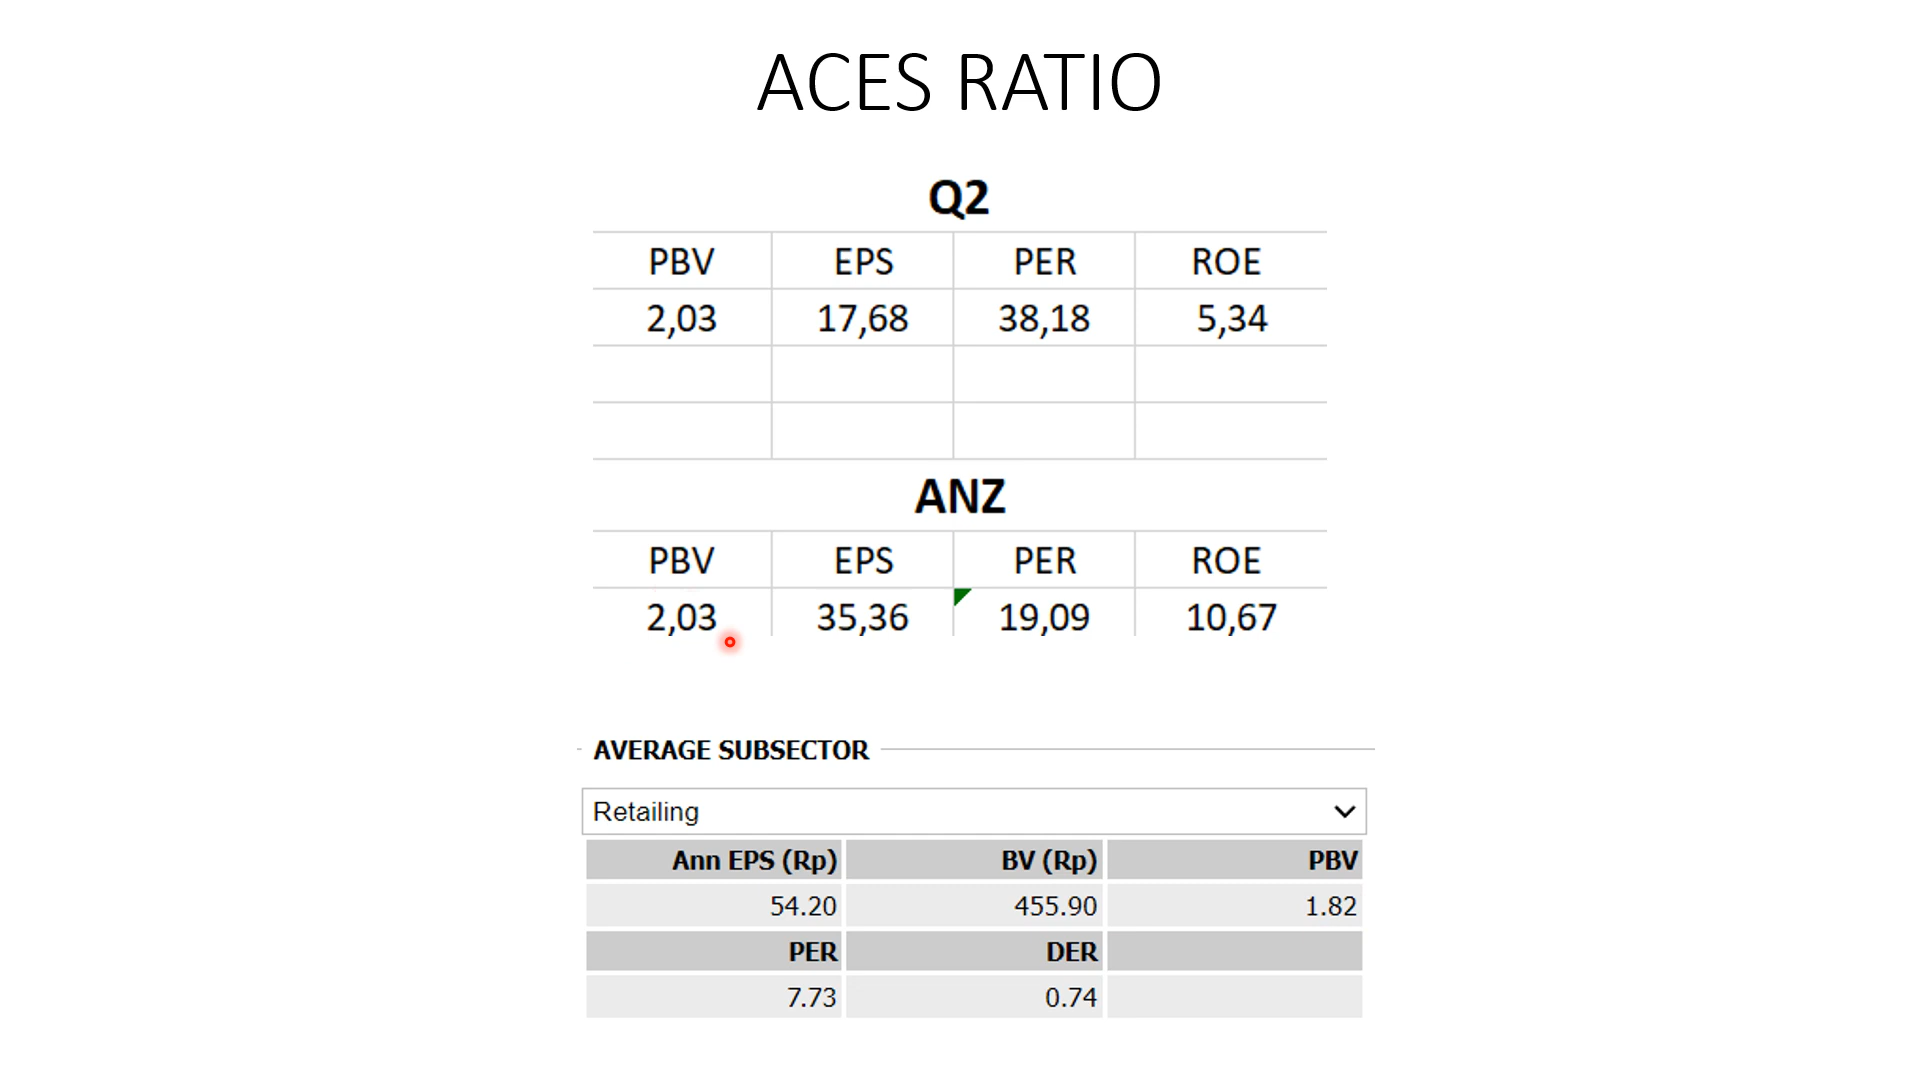 ACES RATIO
Q2
PBV EPS PER ROE
2,03 17,68 38,18 5,34
ANZ
PBV EPS PER ROE
2,03 35,36 19,09 10,67
AVERAGE SUBSECTOR
Retailing
Ann EPS (Rp) BV (Rp) PBV
54.20 455.90 1.82
PER DER
7.73 0.74